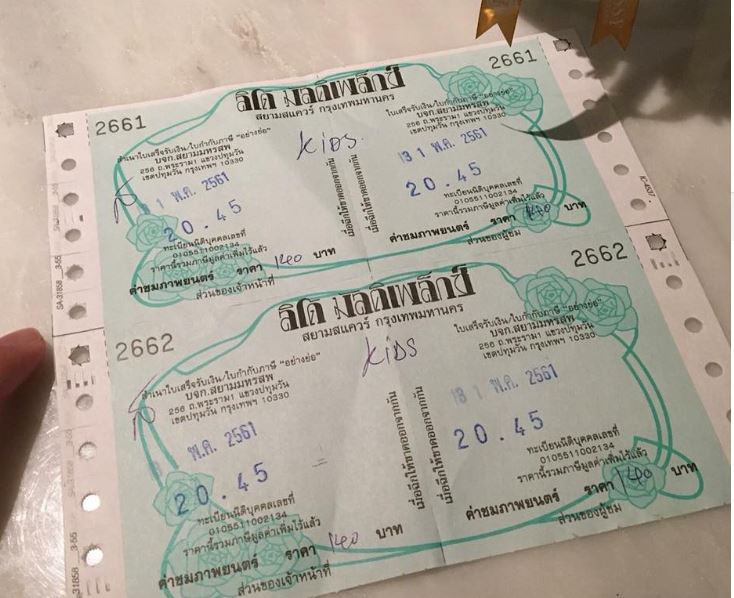 2661
2661
ลิโด มัลติเพล็กซ์
สยามสแควร์ กรุงเทพมหานคร
KIDS
สำเนาใบเสร็จรับเงิน/ใบกำกับภาษี "อย่างย่อ"
บจก.สยามมหรสพ
256 ถ.พระราม1 แขวงปทุมวัน
เขตปทุมวัน กรุงเทพฯ 10330
31 พ.ค. 2561
20.45
ทะเบียนนิติบุคคลเลขที่
0105511002134
ราคานี้รวมภาษีมูลค่าเพิ่มไว้แล้ว
ค่าชมภาพยนตร์ ราคา 140 บาท
ส่วนของเจ้าหน้าที่
ใบเสร็จรับเงิน/ใบกำกับภาษี "อย่างย่อ"
บจก.สยามมหรสพ
256 ถ.พระราม1 แขวงปทุมวัน
เขตปทุมวัน กรุงเทพฯ 10330
31 พ.ค. 2561
20.45
ทะเบียนนิติบุคคลเลขที่
0105511002134
ราคานี้รวมภาษีมูลค่าเพิ่มไว้แล้ว
ค่าชมภาพยนตร์ ราคา 140 บาท
ส่วนของผู้ชม
SA-31858 3-55
2662
2662
ลิโด มัลติเพล็กซ์
สยามสแควร์ กรุงเทพมหานคร
KIDS
สำเนาใบเสร็จรับเงิน/ใบกำกับภาษี "อย่างย่อ"
บจก.สยามมหรสพ
256 ถ.พระราม1 แขวงปทุมวัน
เขตปทุมวัน กรุงเทพฯ 10330
พ.ค. 2561
20.45
ทะเบียนนิติบุคคลเลขที่
0105511002134
ราคานี้รวมภาษีมูลค่าเพิ่มไว้แล้ว
ค่าชมภาพยนตร์ ราคา 140 บาท
ส่วนของเจ้าหน้าที่
ใบเสร็จรับเงิน/ใบกำกับภาษี "อย่างย่อ"
บจก.สยามมหรสพ
256 ถ.พระราม1 แขวงปทุมวัน
เขตปทุมวัน กรุงเทพฯ 10330
31 พ.ค. 2561
20.45
ทะเบียนนิติบุคคลเลขที่
0105511002134
ราคานี้รวมภาษีมูลค่าเพิ่มไว้แล้ว
ค่าชมภาพยนตร์ ราคา 140 บาท
ส่วนของผู้ชม
31858 3-55